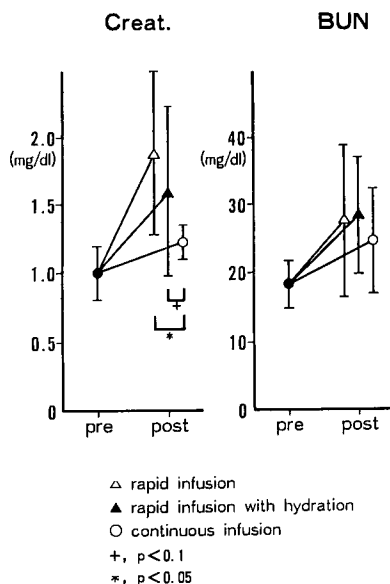 Creat.
BUN
2.0
(mg/dl)
1.5
1.0
0.5
0
pre
post
+
*
40
(mg/dl)
30
20
10
0
pre
post
△ rapid infusion
▲ rapid infusion with hydration
○ continuous infusion
+, p<0.1
*, p<0.05